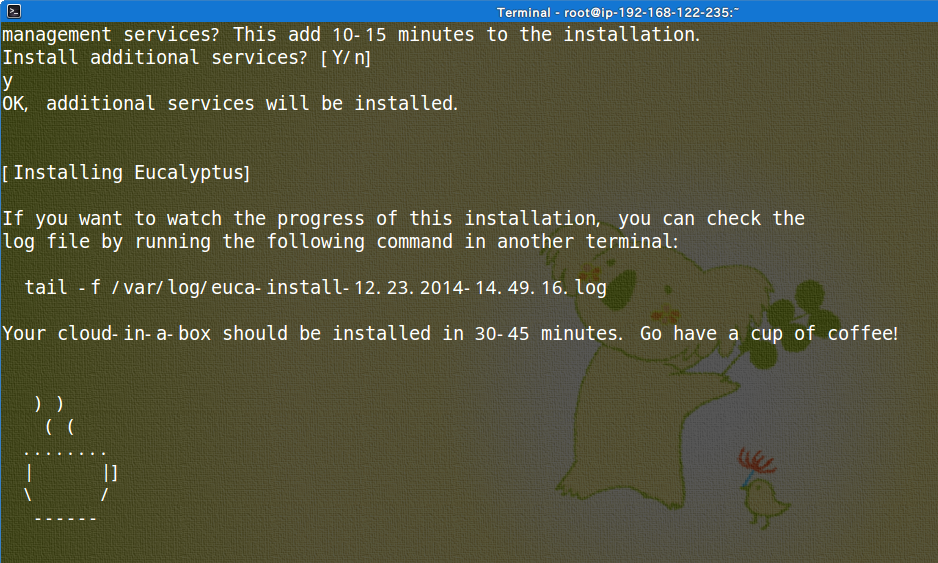 Terminal - root@ip-192-168-122-235:~
management services? This add 10-15 minutes to the installation.
Install additional services? [Y/n]
y
OK, additional services will be installed.
[Installing Eucalyptus]
If you want to watch the progress of this installation, you can check the
log file by running the following command in another terminal:
tail -f /var/log/euca-install-12.23.2014-14.49.16.log
Your cloud-in-a-box should be installed in 30-45 minutes. Go have a cup of coffee!
) )
( (
........
|       |]
\       /
------